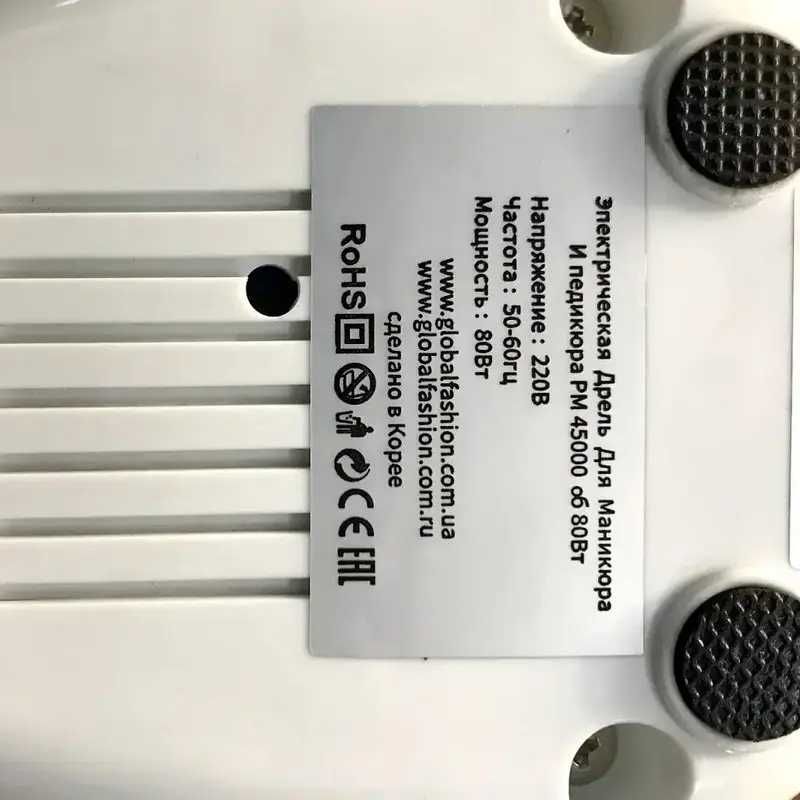 Электрическая Дрель Для Маникюра
И педикюра PM 45000 об 80Вт
Напряжение : 220В
Частота : 50-60гц
Мощность : 80Вт
www.globalfashion.com.ua
www.globalfashion.com.ru
сделано в Корее
RoHS CE EAC